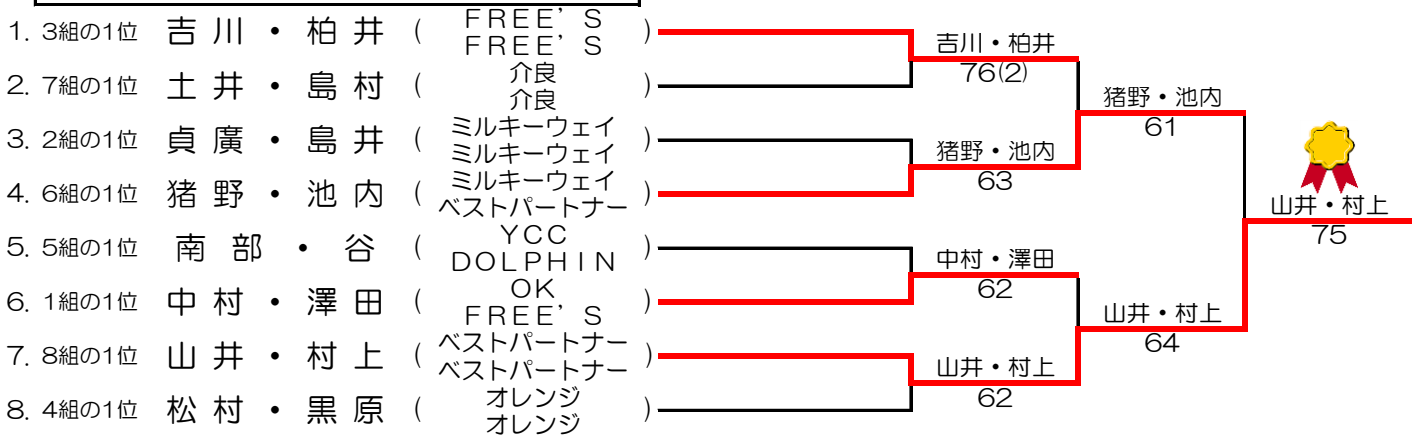 1. 3組の1位 吉川・柏井 ( FREE’S
FREE’S )
2. 7組の1位 土井・島村 ( 介良
介良 )
3. 2組の1位 貞廣・島井 ( ミルキーウェイ
ミルキーウェイ )
4. 6組の1位 猪野・池内 ( ミルキーウェイ
ベストパートナー )
5. 5組の1位 南部・谷 ( YCC
DOLPHIN )
6. 1組の1位 中村・澤田 ( OK
FREE’S )
7. 8組の1位 山井・村上 ( ベストパートナー
ベストパートナー )
8. 4組の1位 松村・黒原 ( オレンジ
オレンジ )
吉川・柏井
76(2)
猪野・池内
63
中村・澤田
62
山井・村上
62
猪野・池内
61
山井・村上
64
山井・村上
75